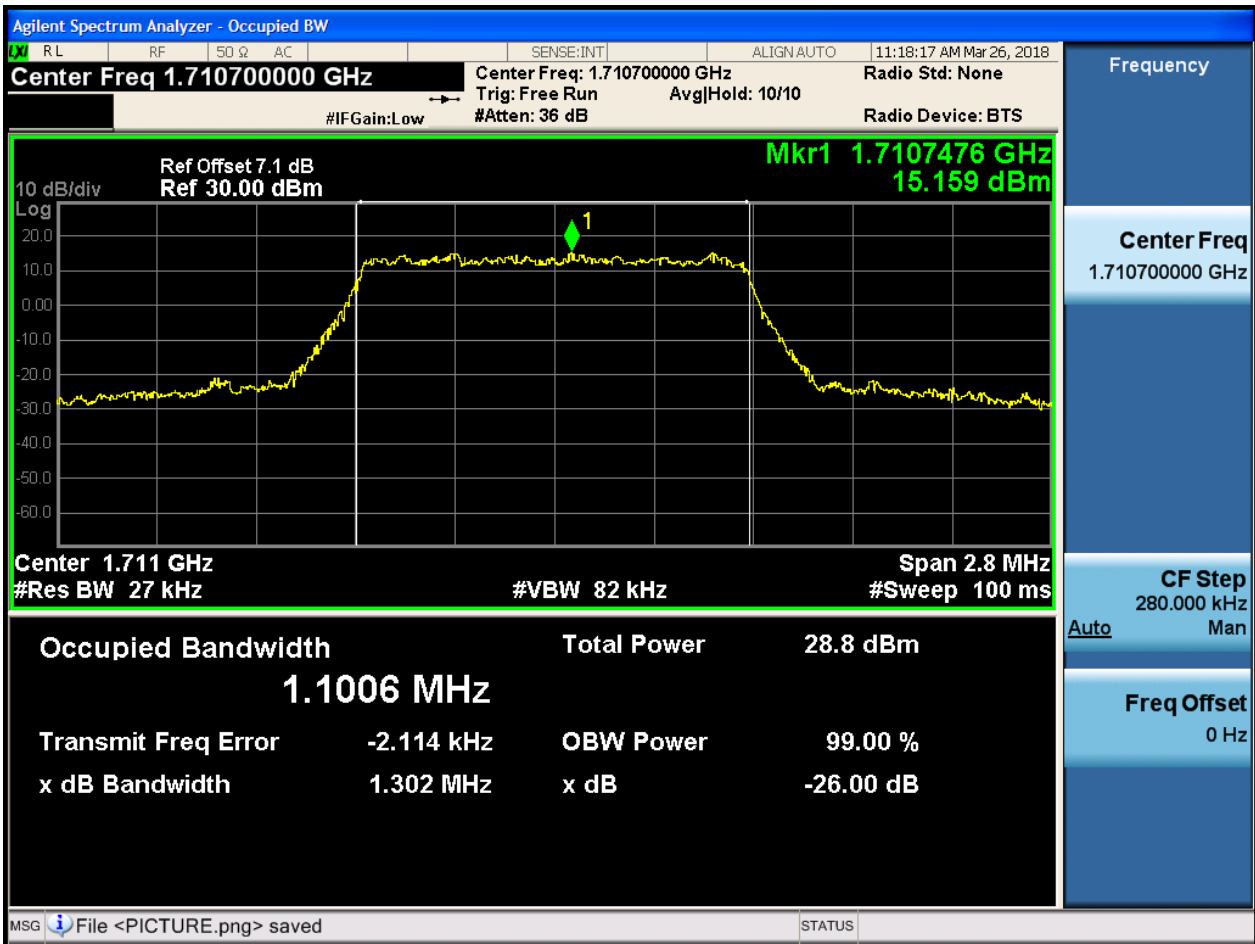 Agilent Spectrum Analyzer - Occupied BW
LXI RL RF 50 Ω AC SENSE:INT ALIGN AUTO 11:18:17 AM Mar 26, 2018
Center Freq 1.710700000 GHz
Center Freq: 1.710700000 GHz Radio Std: None
Trig: Free Run Avg|Hold: 10/10
#IFGain:Low #Atten: 36 dB Radio Device: BTS
Frequency
Mkr1 1.7107476 GHz
15.159 dBm
Ref Offset 7.1 dB
10 dB/div Ref 30.00 dBm
Log
20.0
10.0
0.00
-10.0
-20.0
-30.0
-40.0
-50.0
-60.0
1
Center 1.711 GHz Span 2.8 MHz
#Res BW 27 kHz #VBW 82 kHz #Sweep 100 ms
Occupied Bandwidth Total Power 28.8 dBm
1.1006 MHz
Transmit Freq Error -2.114 kHz OBW Power 99.00 %
x dB Bandwidth 1.302 MHz x dB -26.00 dB
Center Freq
1.710700000 GHz
CF Step
280.000 kHz
Auto Man
Freq Offset
0 Hz
MSG File <PICTURE.png> saved STATUS